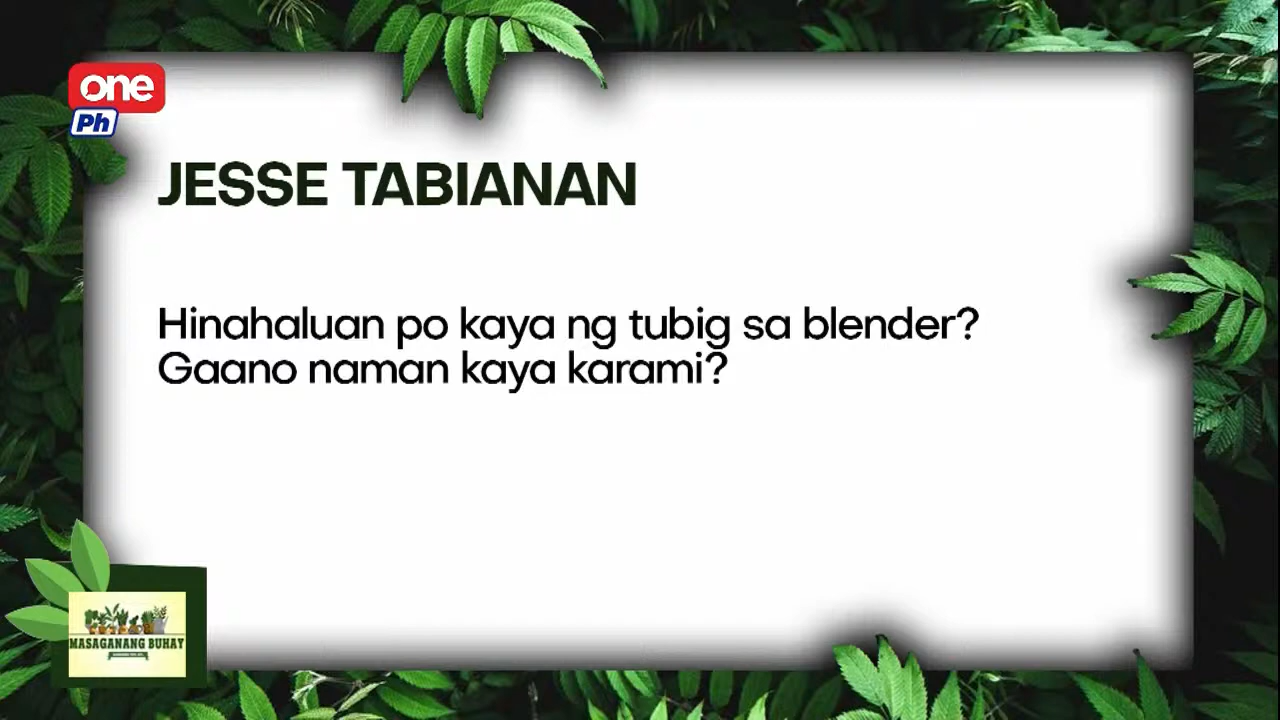 one
Ph
JESSE TABIANAN
Hinahaluan po kaya ng tubig sa blender?
Gaano naman kaya karami?
MASAGANANG BUHAY